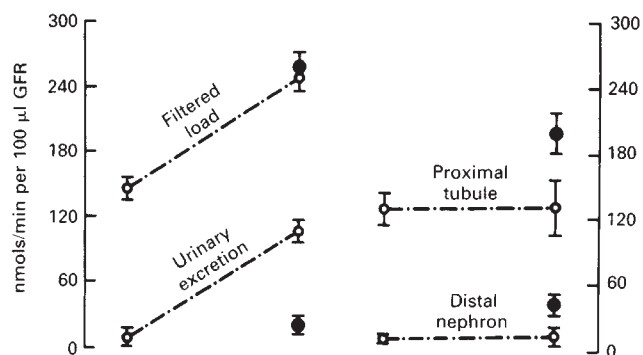 300
240
180
120
60
0
nmols/min per 100 µl GFR
Filtered
load
Urinary
excretion
Proximal
tubule
Distal
nephron
300
240
180
120
60
0